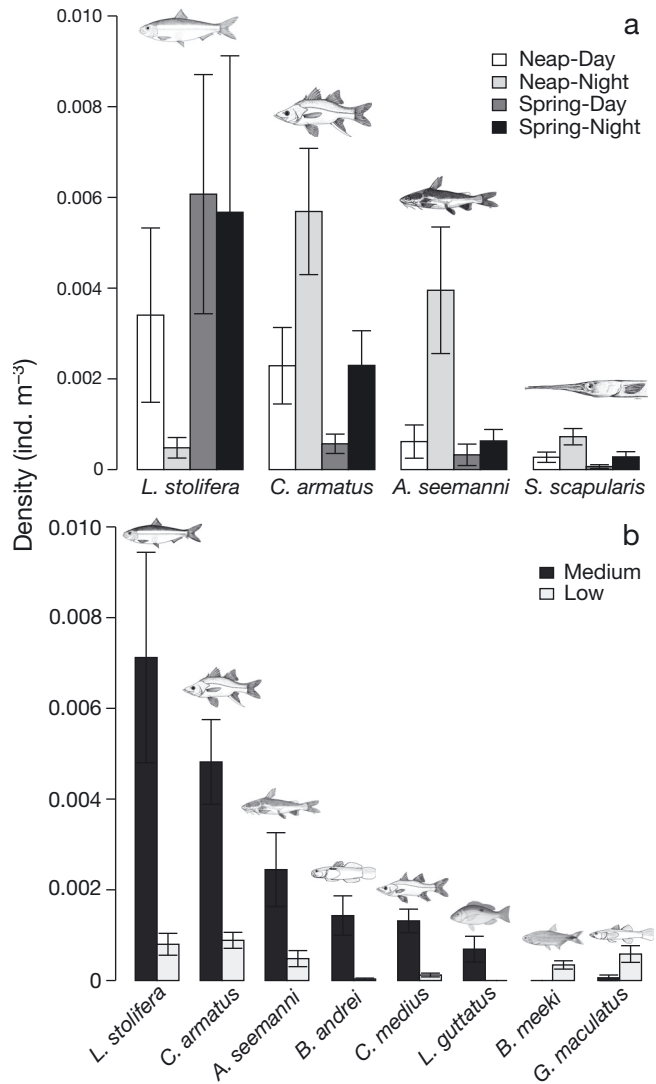 0.010
a
Neap-Day
Neap-Night
Spring-Day
Spring-Night
0.008
0.006
0.004
0.002
0
L. stolifera C. armatus A. seemanni S. scapularis
Density (ind. m⁻³)
0.010
b
Medium
Low
0.008
0.006
0.004
0.002
0
L. stolifera
C. armatus
A. seemanni
B. andrei
C. medius
L. guttatus
B. meeki
G. maculatus